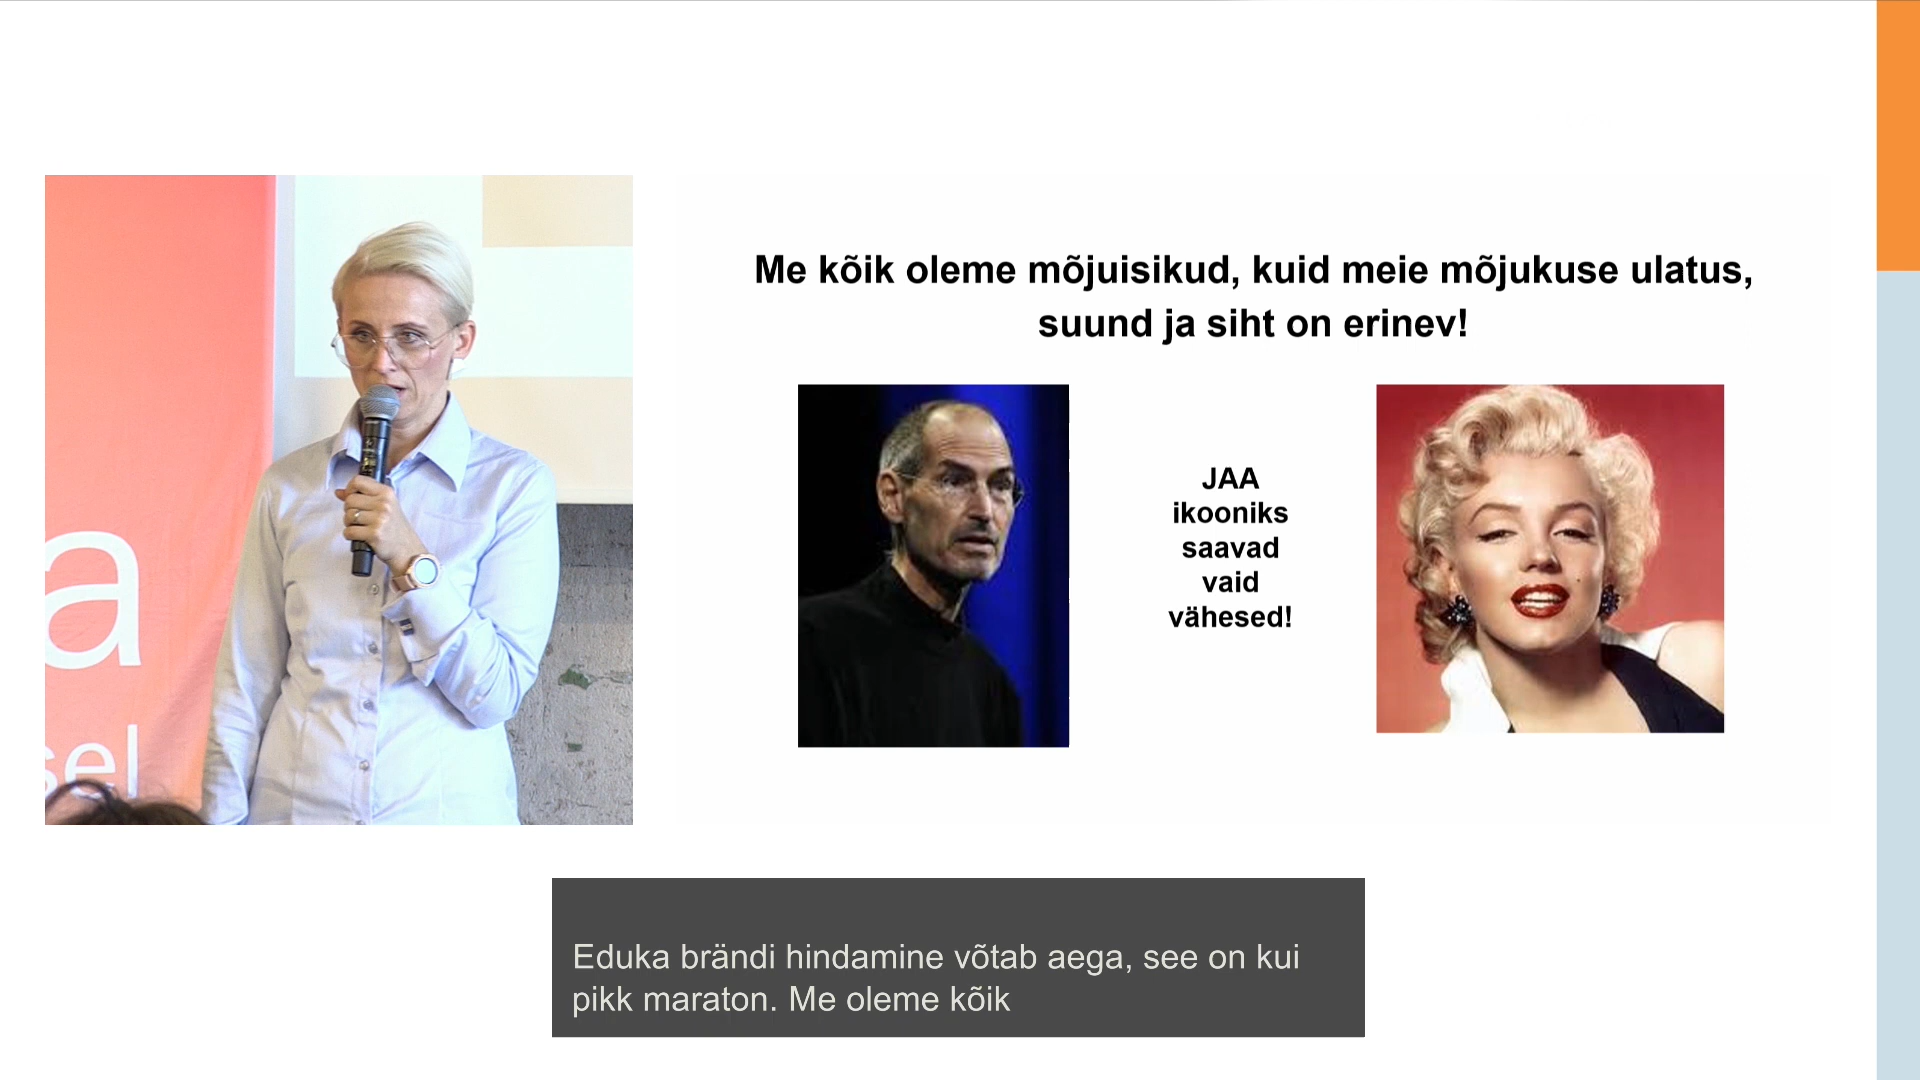 a
sel
Me kõik oleme mõjuisikud, kuid meie mõjukuse ulatus,
suund ja siht on erinev!
JAA
ikooniks
saavad
vaid
vähesed!
Eduka brändi hindamine võtab aega, see on kui
pikk maraton. Me oleme kõik